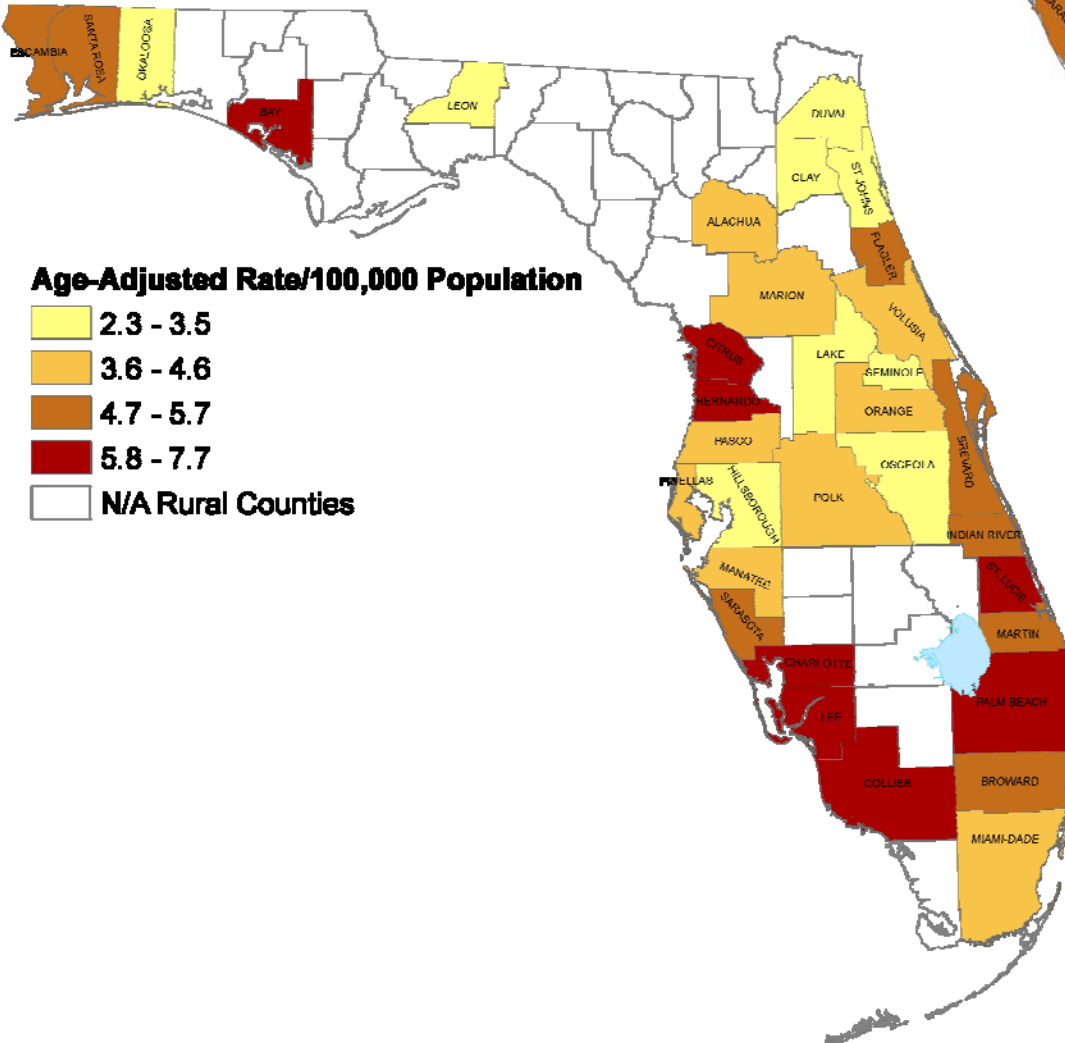 ESCAMBIA
SANTA ROSA
OKALOOSA
BAY
LEON
DUVAL
CLAY
ST JOHNS
ALACHUA
FLAGLER
Age-Adjusted Rate/100,000 Population
2.3 - 3.5
3.6 - 4.6
4.7 - 5.7
5.8 - 7.7
N/A Rural Counties
MARION
VOLUSIA
CITRUS
LAKE
SEMINOLE
HERNANDO
ORANGE
PASCO
OSCEOLA
BREVARD
PINELLAS
HILLSBOROUGH
POLK
INDIAN RIVER
MANATEE
ST. LUCIE
SARASOTA
MARTIN
CHARLOTTE
LEE
PALM BEACH
COLLIER
BROWARD
MIAMI-DADE